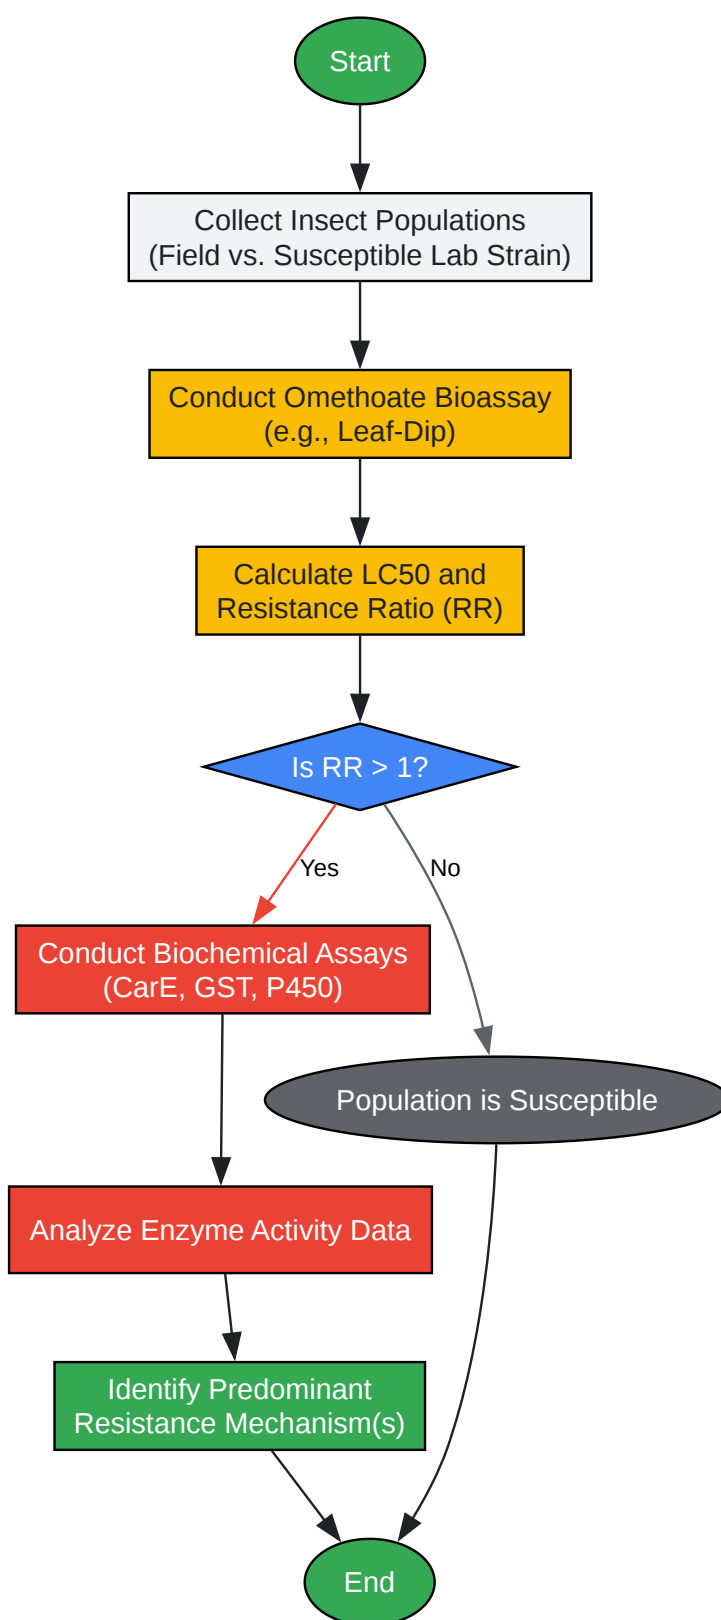 Start
Collect Insect Populations
(Field vs. Susceptible Lab Strain)
Conduct Omethoate Bioassay
(e.g., Leaf-Dip)
Calculate LC50 and
Resistance Ratio (RR)
Is RR > 1?
Yes
No
Conduct Biochemical Assays
(CarE, GST, P450)
Population is Susceptible
Analyze Enzyme Activity Data
Identify Predominant
Resistance Mechanism(s)
End